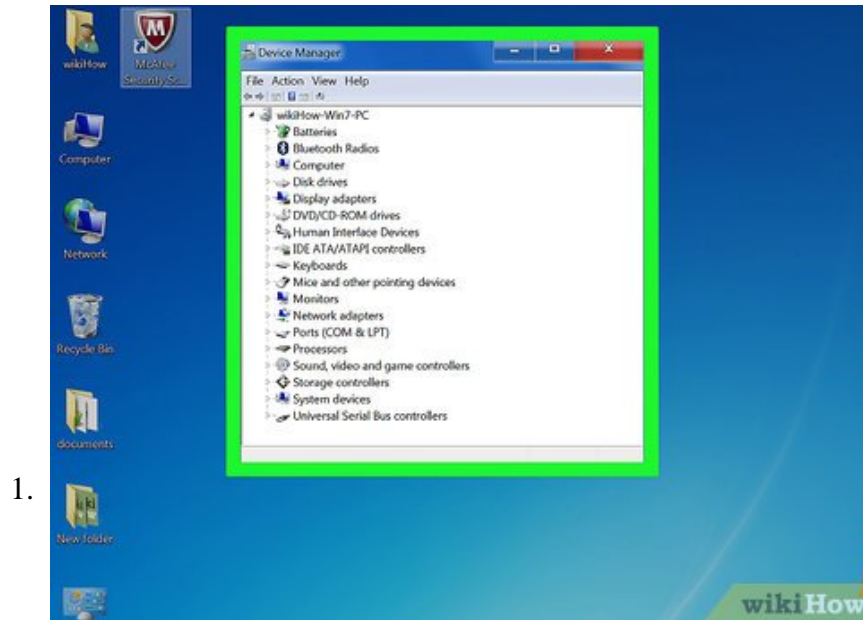 wikiHow
McAfee
Security Sc...
Computer
Network
Recycle Bin
documents
New folder
Device Manager
File Action View Help
wikiHow-Win7-PC
Batteries
Bluetooth Radios
Computer
Disk drives
Display adapters
DVD/CD-ROM drives
Human Interface Devices
IDE ATA/ATAPI controllers
Keyboards
Mice and other pointing devices
Monitors
Network adapters
Ports (COM & LPT)
Processors
Sound, video and game controllers
Storage controllers
System devices
Universal Serial Bus controllers
1.
wikiHow